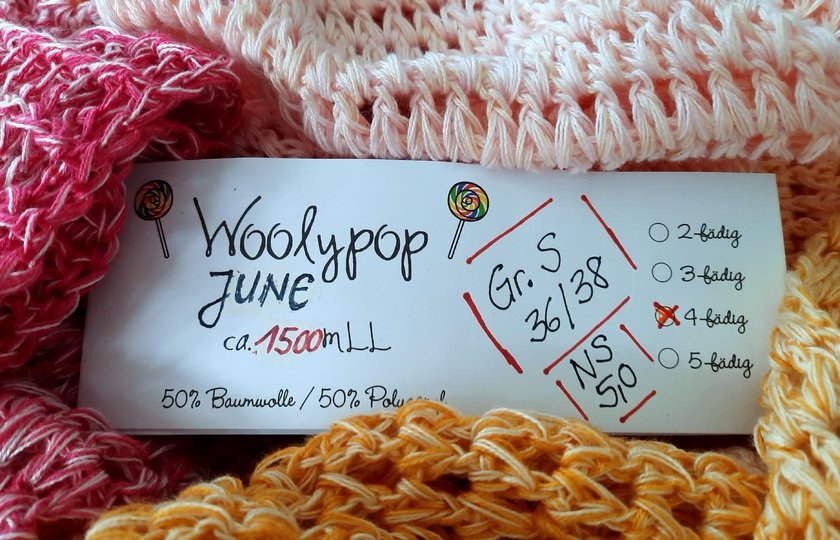 Woolypop
JUNE
ca. 1500m LL
50% Baumwolle / 50%
Gr. S
36/38
NS
5,0
2-fädig
3-fädig
4-fädig
5-fädig